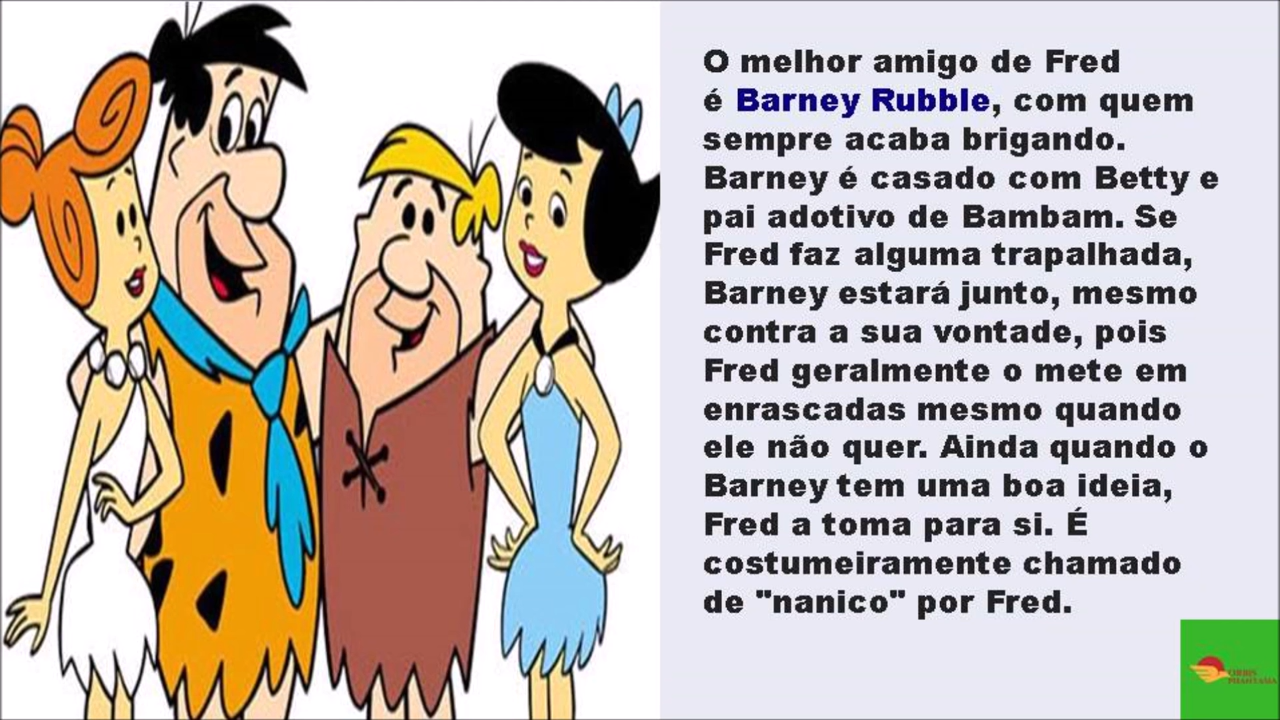 O melhor amigo de Fred
é Barney Rubble, com quem
sempre acaba brigando.
Barney é casado com Betty e
pai adotivo de Bambam. Se
Fred faz alguma trapalhada,
Barney estará junto, mesmo
contra a sua vontade, pois
Fred geralmente o mete em
enrascadas mesmo quando
ele não quer. Ainda quando o
Barney tem uma boa ideia,
Fred a toma para si. É
costumeiramente chamado
de "nanico" por Fred.